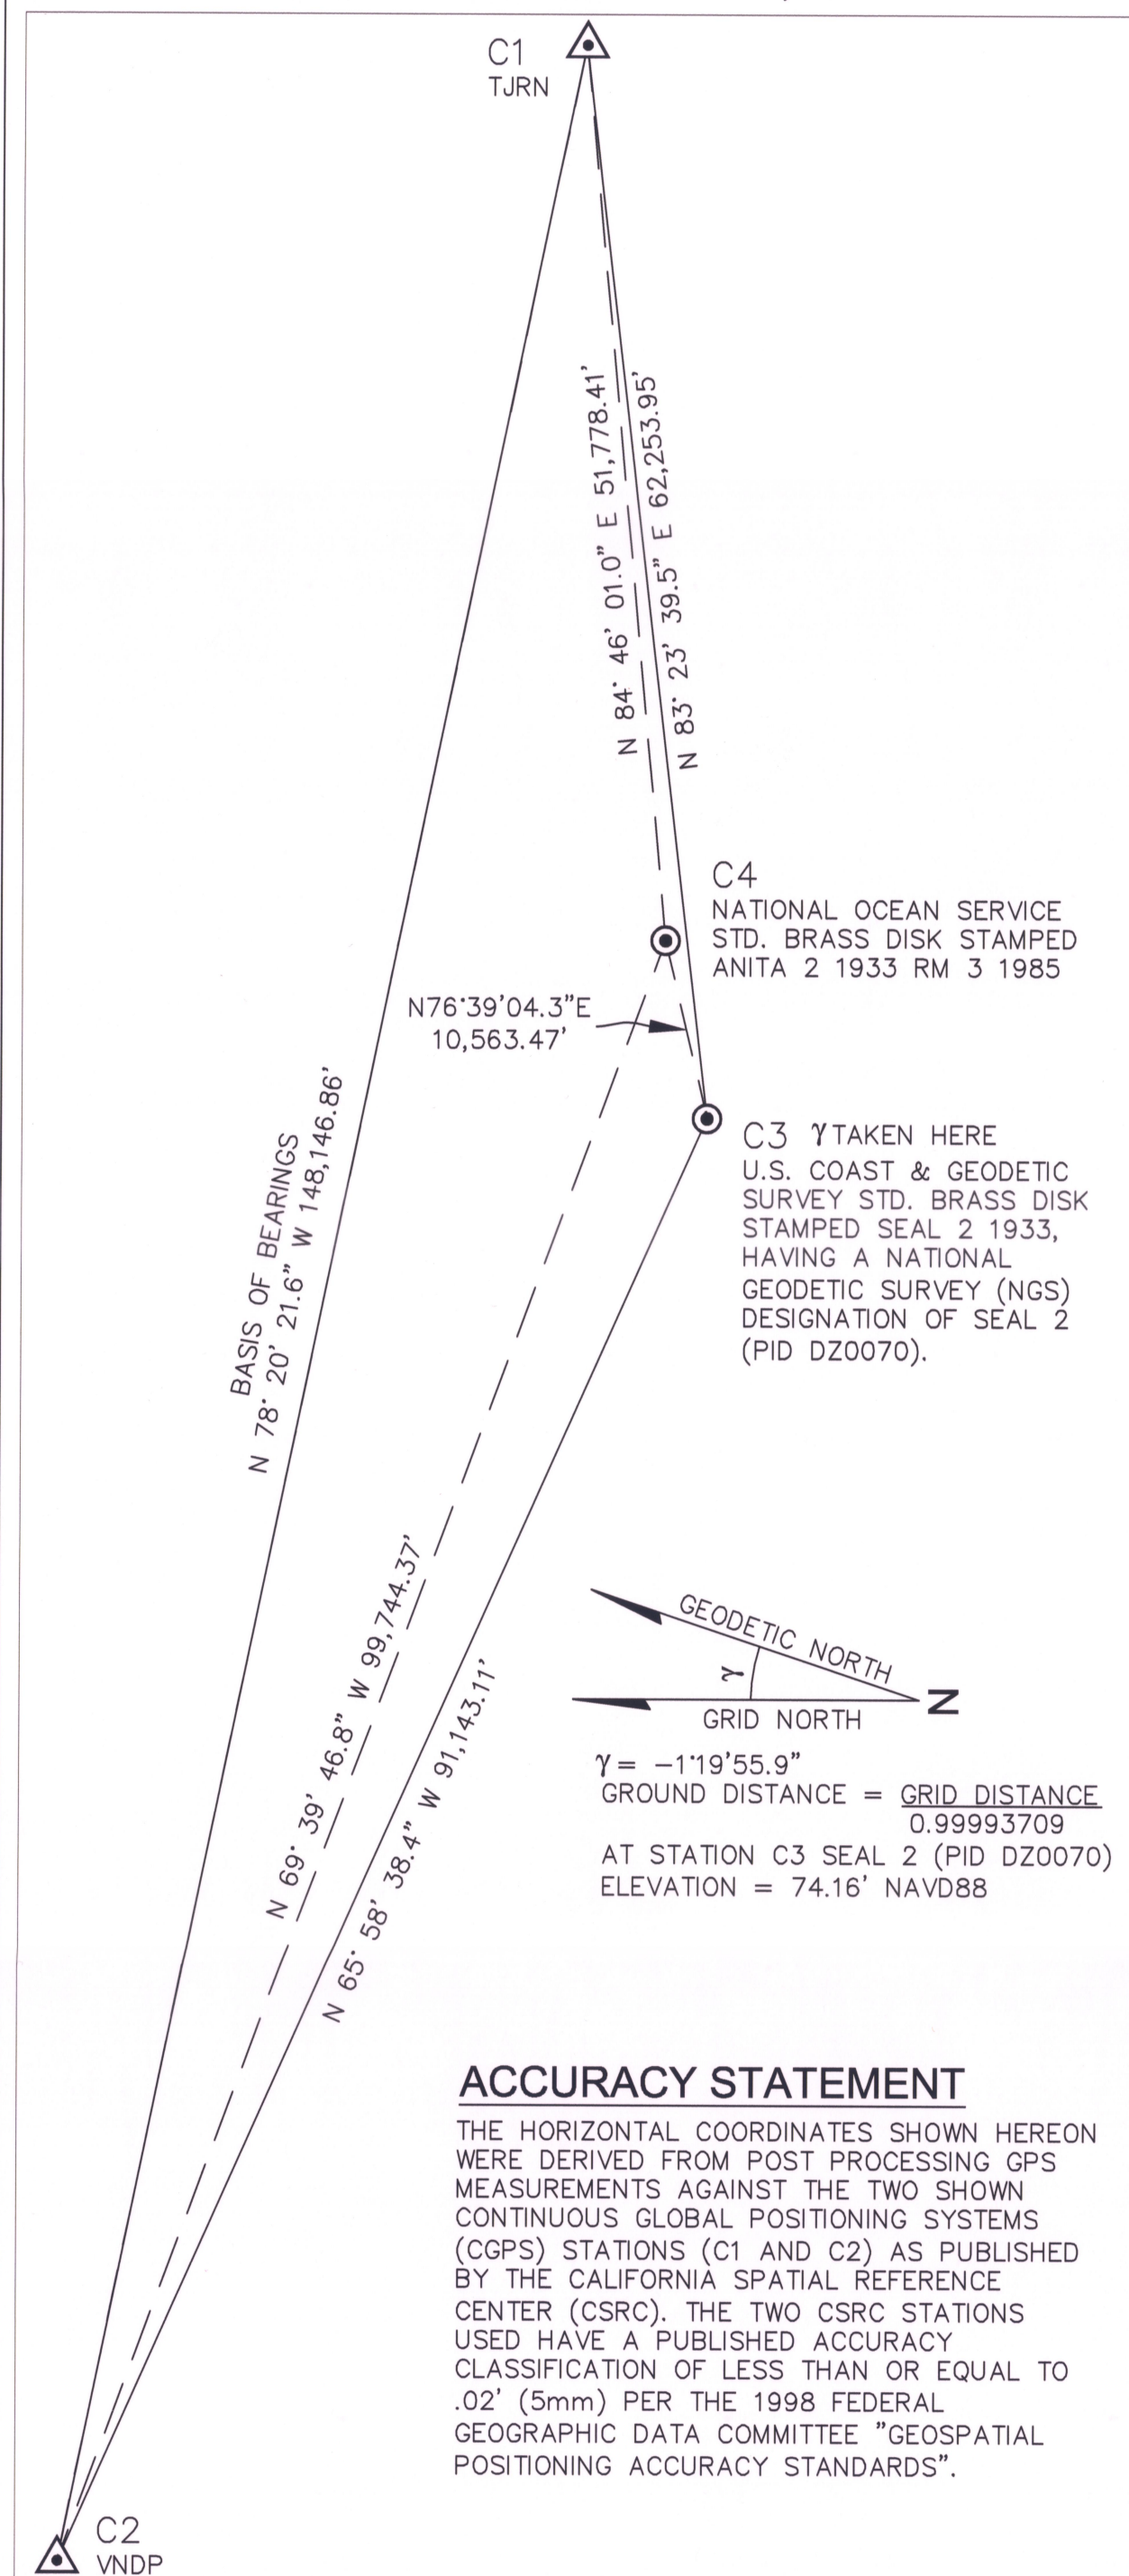 C1
TJRN
N 84° 46' 01.0" E 51,778.41'
N 83° 23' 39.5" E 62,253.95'
C4
NATIONAL OCEAN SERVICE
STD. BRASS DISK STAMPED
ANITA 2 1933 RM 3 1985
N76°39'04.3"E
10,563.47'
C3 γ TAKEN HERE
U.S. COAST & GEODETIC
SURVEY STD. BRASS DISK
STAMPED SEAL 2 1933,
HAVING A NATIONAL
GEODETIC SURVEY (NGS)
DESIGNATION OF SEAL 2
(PID DZ0070).
BASIS OF BEARINGS
N 78° 20' 21.6" W 148,146.86'
N 69° 39' 46.8" W 99,744.37'
N 65° 58' 38.4" W 91,143.11'
GEODETIC NORTH
γ
N
GRID NORTH
γ = -1°19'55.9"
GROUND DISTANCE = GRID DISTANCE
0.99993709
AT STATION C3 SEAL 2 (PID DZ0070)
ELEVATION = 74.16' NAVD88
ACCURACY STATEMENT
THE HORIZONTAL COORDINATES SHOWN HEREON
WERE DERIVED FROM POST PROCESSING GPS
MEASUREMENTS AGAINST THE TWO SHOWN
CONTINUOUS GLOBAL POSITIONING SYSTEMS
(CGPS) STATIONS (C1 AND C2) AS PUBLISHED
BY THE CALIFORNIA SPATIAL REFERENCE
CENTER (CSRC). THE TWO CSRC STATIONS
USED HAVE A PUBLISHED ACCURACY
CLASSIFICATION OF LESS THAN OR EQUAL TO
.02' (5mm) PER THE 1998 FEDERAL
GEOGRAPHIC DATA COMMITTEE "GEOSPATIAL
POSITIONING ACCURACY STANDARDS".
C2
VNDP